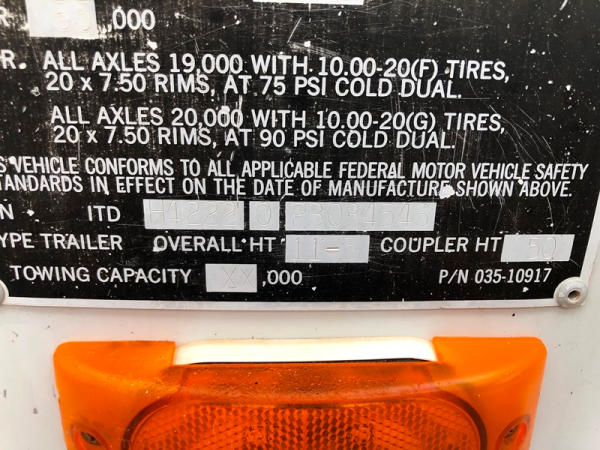 ,000
R. ALL AXLES 19,000 WITH 10.00-20(F) TIRES,
20 x 7.50 RIMS, AT 75 PSI COLD DUAL.
ALL AXLES 20,000 WITH 10.00-20(G) TIRES,
20 x 7.50 RIMS, AT 90 PSI COLD DUAL.
S VEHICLE CONFORMS TO ALL APPLICABLE FEDERAL MOTOR VEHICLE SAFETY
TANDARDS IN EFFECT ON THE DATE OF MANUFACTURE SHOWN ABOVE.
N ITD H4222 0
YPE TRAILER OVERALL HT 11- COUPLER HT 50
TOWING CAPACITY XX ,000 P/N 035-10917